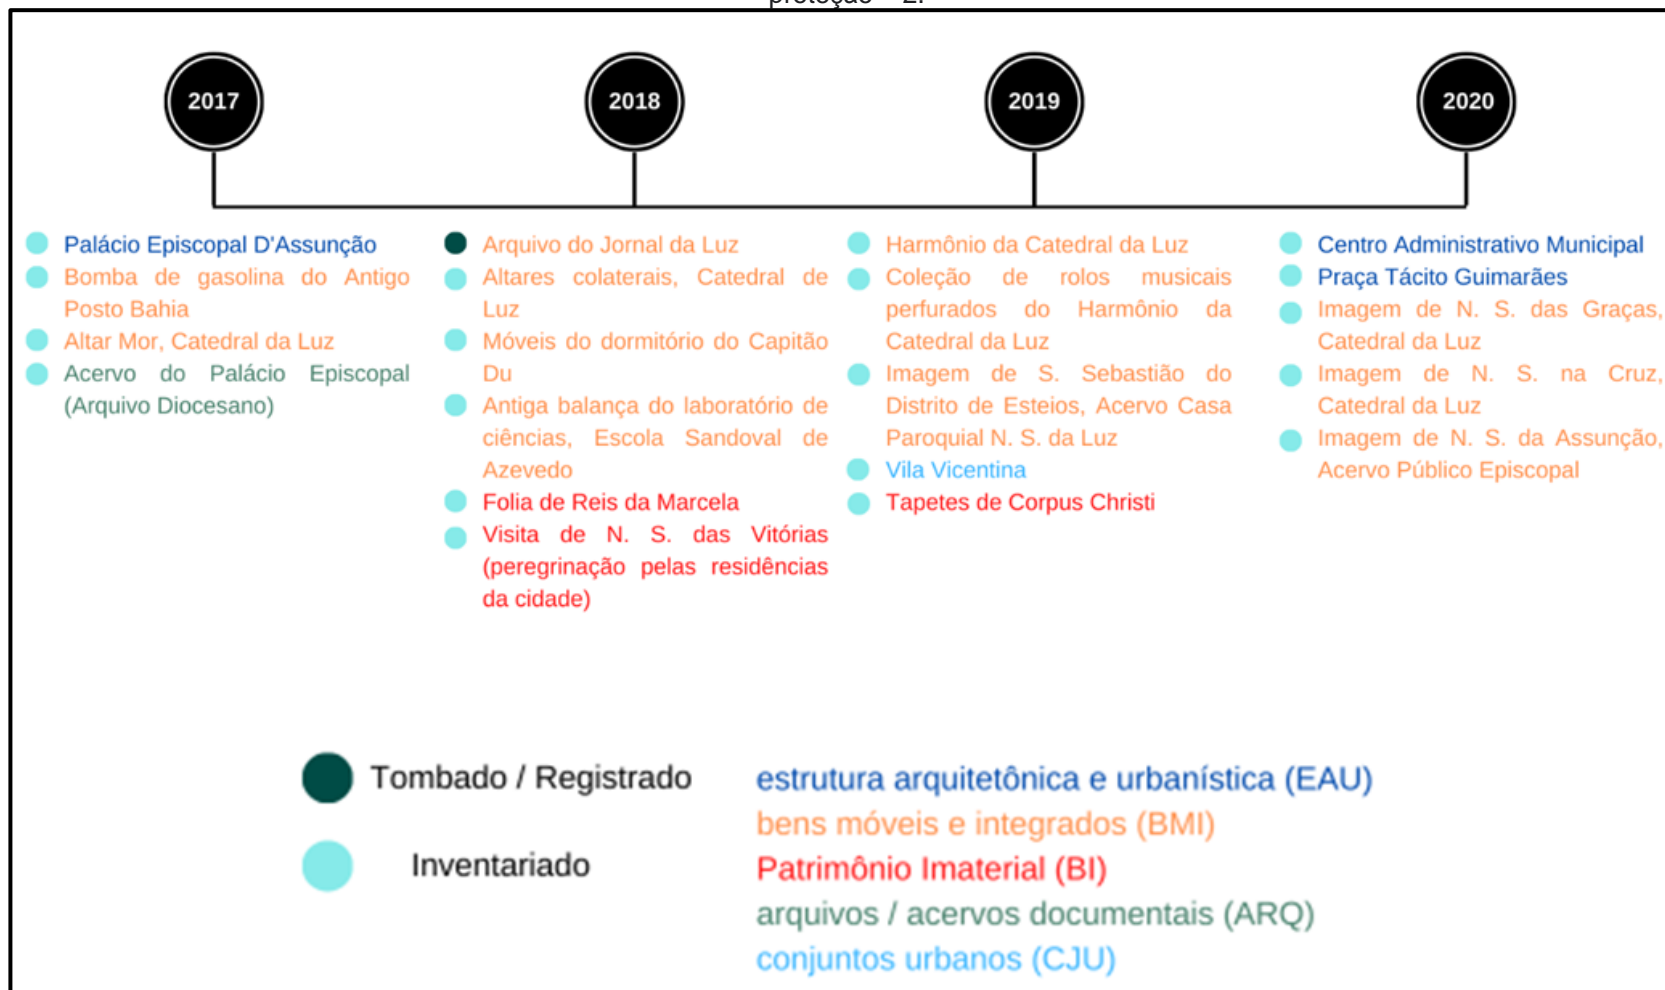 proteção – 2.
2017
2018
2019
2020
Palácio Episcopal D'Assunção
Bomba de gasolina do Antigo
Posto Bahia
Altar Mor, Catedral da Luz
Acervo do Palácio Episcopal
(Arquivo Diocesano)
Arquivo do Jornal da Luz
Altares colaterais, Catedral de
Luz
Móveis do dormitório do Capitão
Du
Antiga balança do laboratório de
ciências, Escola Sandoval de
Azevedo
Folia de Reis da Marcela
Visita de N. S. das Vitórias
(peregrinação pelas residências
da cidade)
Harmônio da Catedral da Luz
Coleção de rolos musicais
perfurados do Harmônio da
Catedral da Luz
Imagem de S. Sebastião do
Distrito de Esteios, Acervo Casa
Paroquial N. S. da Luz
Vila Vicentina
Tapetes de Corpus Christi
Centro Administrativo Municipal
Praça Tácito Guimarães
Imagem de N. S. das Graças,
Catedral da Luz
Imagem de N. S. na Cruz,
Catedral da Luz
Imagem de N. S. da Assunção,
Acervo Público Episcopal
Tombado / Registrado
Inventariado
estrutura arquitetônica e urbanística (EAU)
bens móveis e integrados (BMI)
Patrimônio Imaterial (BI)
arquivos / acervos documentais (ARQ)
conjuntos urbanos (CJU)